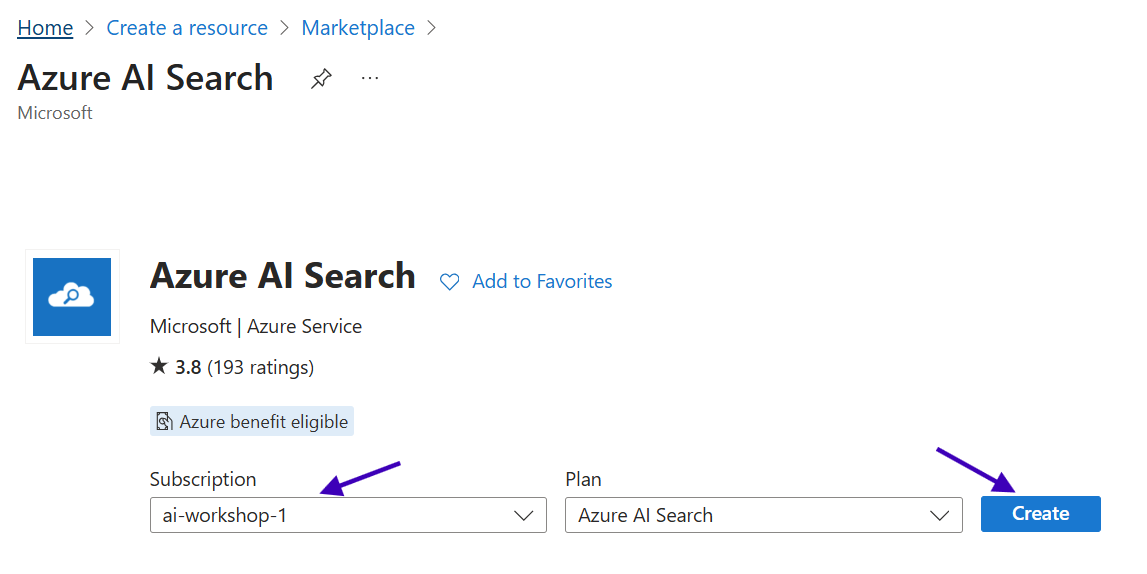 Home > Create a resource > Marketplace >
Azure AI Search ...
Microsoft
Azure AI Search Add to Favorites
Microsoft | Azure Service
★ 3.8 (193 ratings)
Azure benefit eligible
Subscription Plan
ai-workshop-1 Azure AI Search Create